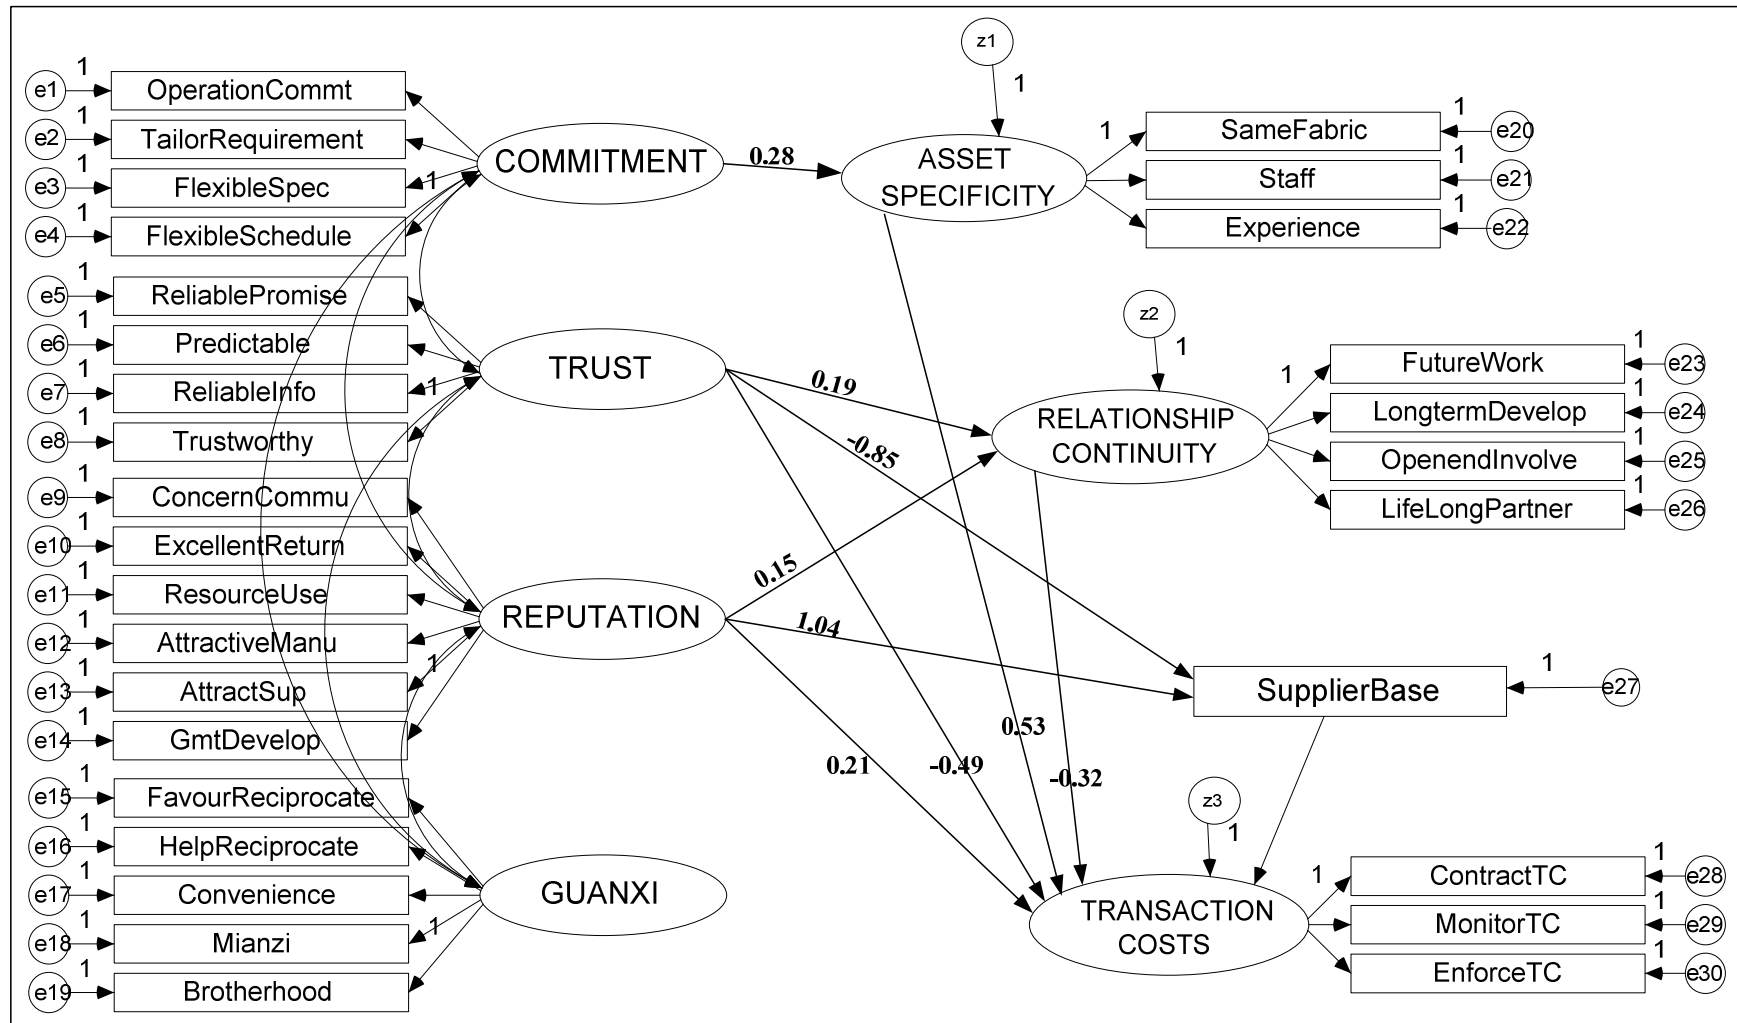 z1
1
e1
1
OperationCommt
e2
1
TailorRequirement
e3
1
FlexibleSpec
1
e4
1
FlexibleSchedule
COMMITMENT
0.28
ASSET
SPECIFICITY
1
SameFabric
1
e20
Staff
1
e21
Experience
1
e22
e5
1
ReliablePromise
e6
1
Predictable
e7
1
ReliableInfo
1
e8
1
Trustworthy
TRUST
0.19
-0.85
z2
1
RELATIONSHIP
CONTINUITY
1
FutureWork
1
e23
LongtermDevelop
1
e24
OpenendInvolve
1
e25
LifeLongPartner
1
e26
e9
1
ConcernCommu
e10
1
ExcellentReturn
e11
1
ResourceUse
e12
1
AttractiveManu
e13
1
AttractSup
1
e14
1
GmtDevelop
REPUTATION
0.15
1.04
0.21
-0.49
0.53
-0.32
SupplierBase
1
e27
e15
1
FavourReciprocate
e16
1
HelpReciprocate
e17
1
Convenience
e18
1
Mianzi
1
e19
1
Brotherhood
GUANXI
z3
1
TRANSACTION
COSTS
1
ContractTC
1
e28
MonitorTC
1
e29
EnforceTC
1
e30